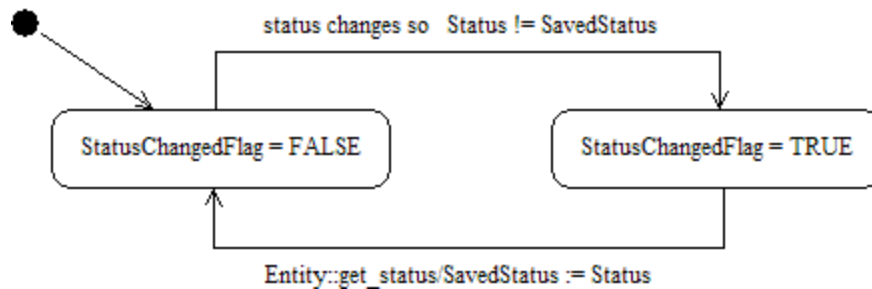 status changes so Status != SavedStatus
StatusChangedFlag = FALSE
StatusChangedFlag = TRUE
Entity::get_status/SavedStatus := Status